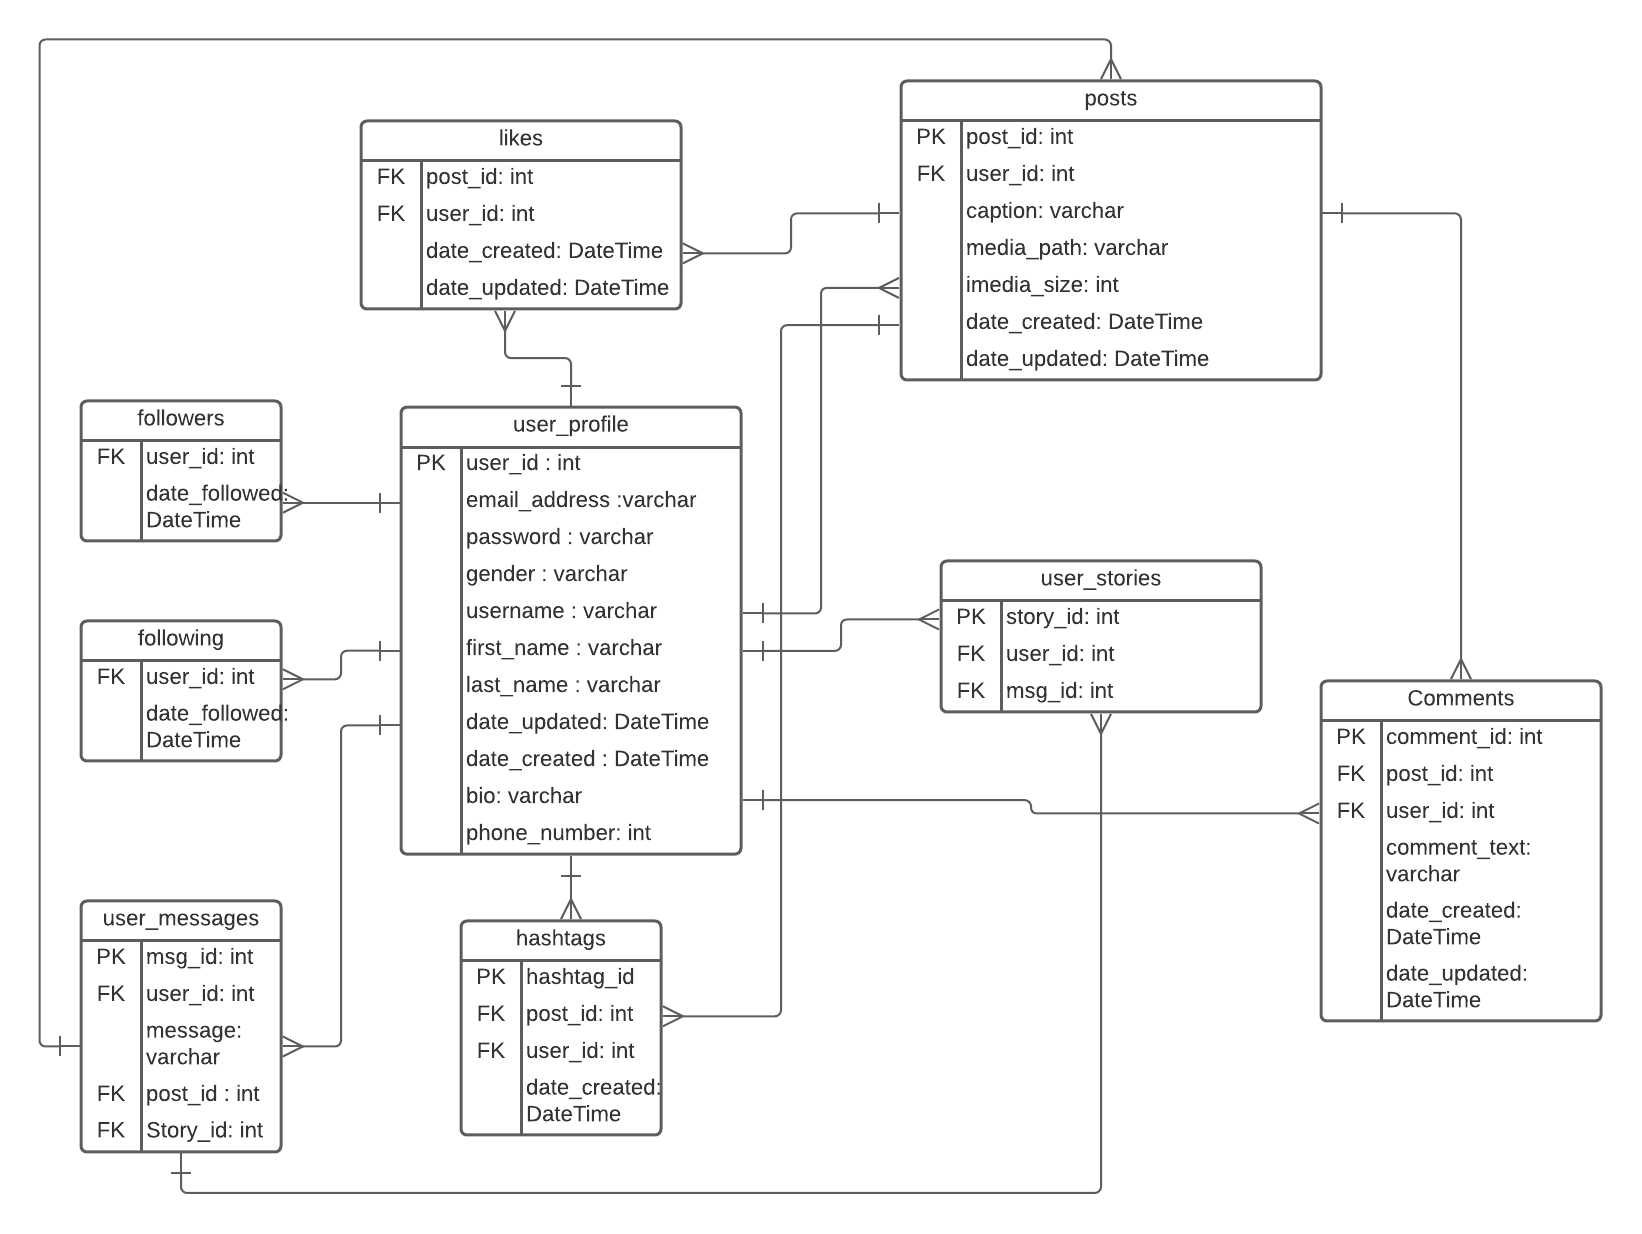 posts
PK post_id: int
FK user_id: int
caption: varchar
media_path: varchar
imedia_size: int
date_created: DateTime
date_updated: DateTime
likes
FK post_id: int
FK user_id: int
date_created: DateTime
date_updated: DateTime
followers
FK user_id: int
date_followed:
DateTime
user_profile
PK user_id : int
email_address :varchar
password : varchar
gender : varchar
username : varchar
first_name : varchar
last_name : varchar
date_updated: DateTime
date_created : DateTime
bio: varchar
phone_number: int
following
FK user_id: int
date_followed:
DateTime
user_stories
PK story_id: int
FK user_id: int
FK msg_id: int
Comments
PK comment_id: int
FK post_id: int
FK user_id: int
comment_text:
varchar
date_created:
DateTime
date_updated:
DateTime
user_messages
PK msg_id: int
FK user_id: int
message:
varchar
FK post_id : int
FK Story_id: int
hashtags
PK hashtag_id
FK post_id: int
FK user_id: int
date_created:
DateTime